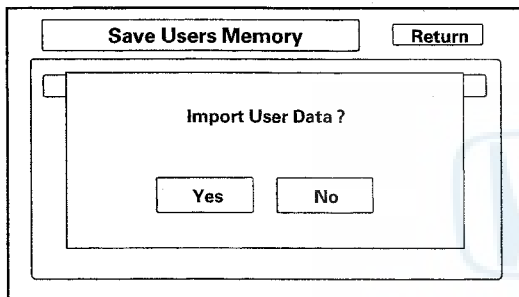 Save Users Memory
Return
Import User Data ?
Yes
No